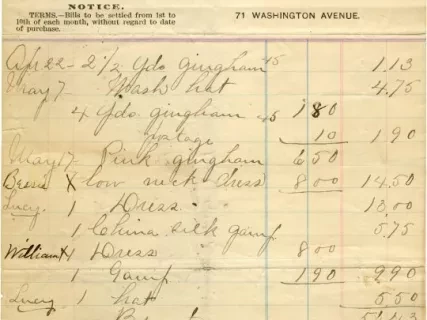 NOTICE.
TERMS.—Bills to be settled from 1st to
10th of each month, without regard to date
of purchase.
71 WASHINGTON AVENUE.
Apr 22 - 2 1/2 Yds gingham 45 1.13
May 7 - Wash hat 4.75
4 Yds. gingham 45 1 80
postage 10 1 90
May 17 - Pink gingham 6 50
Bess X low neck dress 8 00 14.50
Lucy. 1 Dress " 13.00
1 China silk gamp 5.75
William X 1 Dress 8 00
1 Gamp 1 90 9 90
Lucy 1 hat 5 50